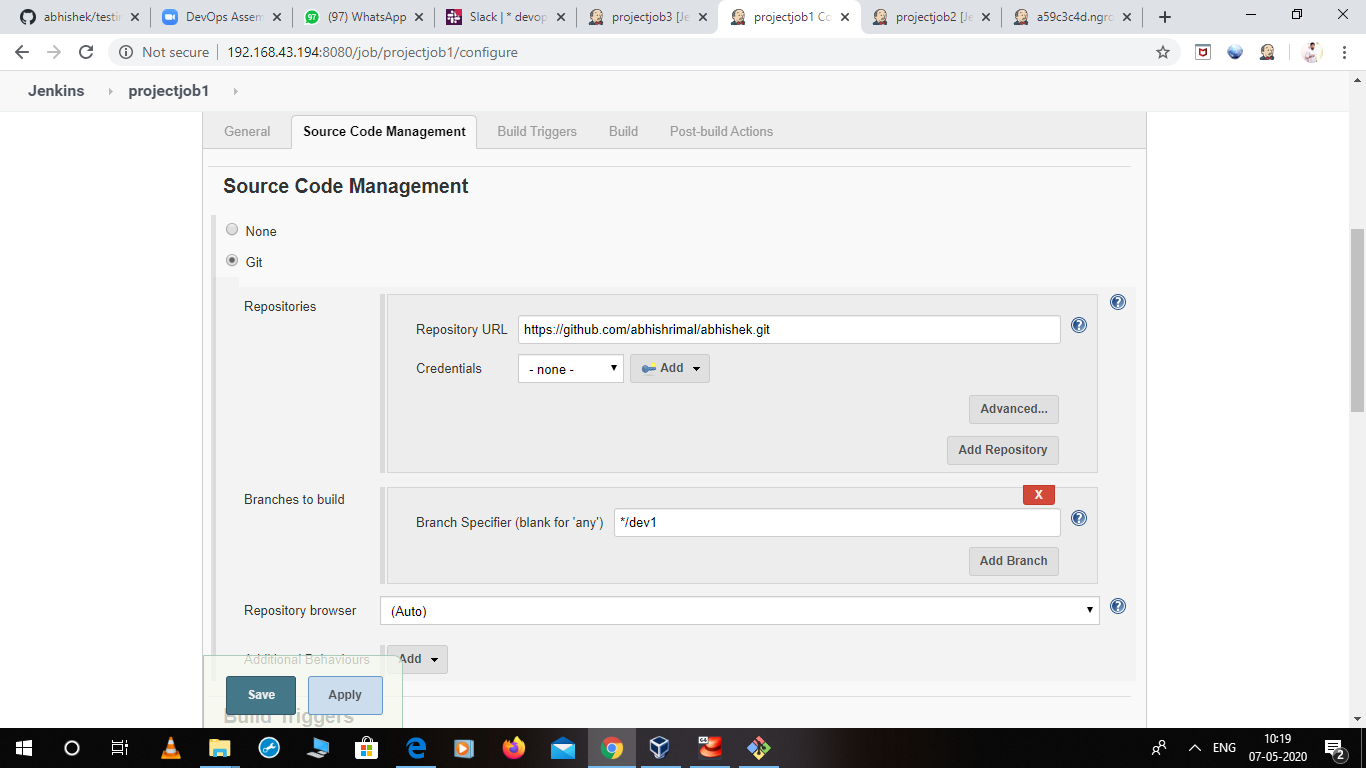 abhishek/testin
DevOps Assem
(97) WhatsApp
Slack | * devop
projectjob3 [Je
projectjob1 Co
projectjob2 [Je
a59c3c4d.ngro
Not secure | 192.168.43.194:8080/job/projectjob1/configure
Jenkins projectjob1
General Source Code Management Build Triggers Build Post-build Actions
Source Code Management
None
Git
Repositories
Repository URL https://github.com/abhishrimal/abhishek.git
Credentials - none - Add
Advanced...
Add Repository
Branches to build
X
Branch Specifier (blank for 'any') */dev1
Add Branch
Repository browser (Auto)
Additional Behaviours Add
Save Apply
Build Triggers
ENG
10:19
07-05-2020
2